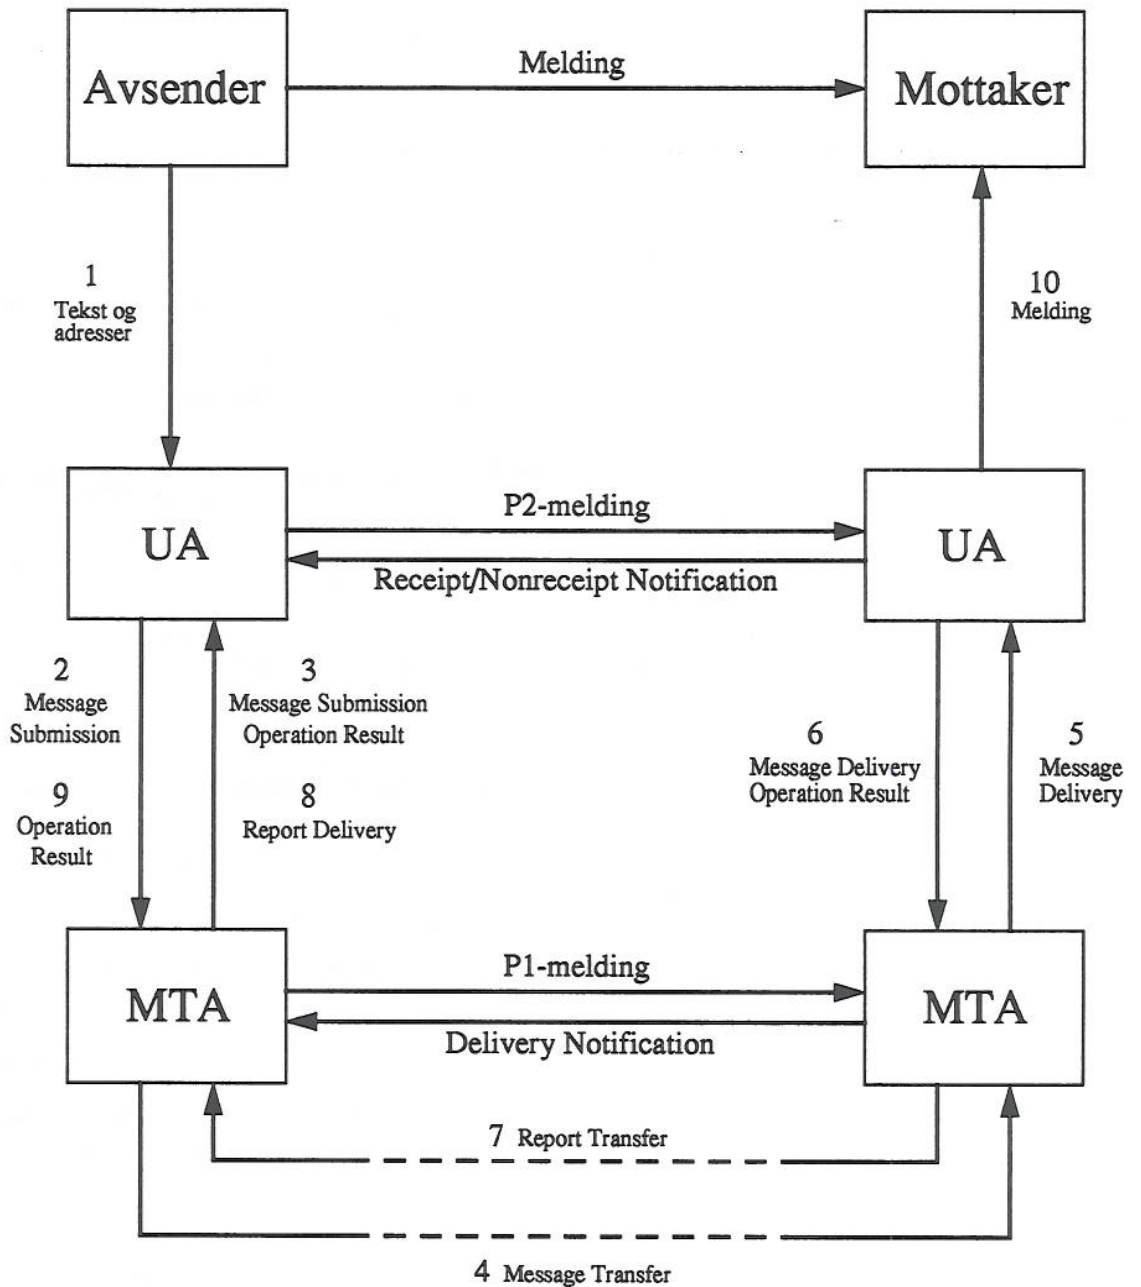 Melding
Avsender
Mottaker
1
Tekst og
adresser
10
Melding
P2-melding
UA
UA
Receipt/Nonreceipt Notification
2
Message
Submission
3
Message Submission
Operation Result
9
Operation
Result
8
Report Delivery
6
Message Delivery
Operation Result
5
Message
Delivery
P1-melding
MTA
MTA
Delivery Notification
7 Report Transfer
4 Message Transfer